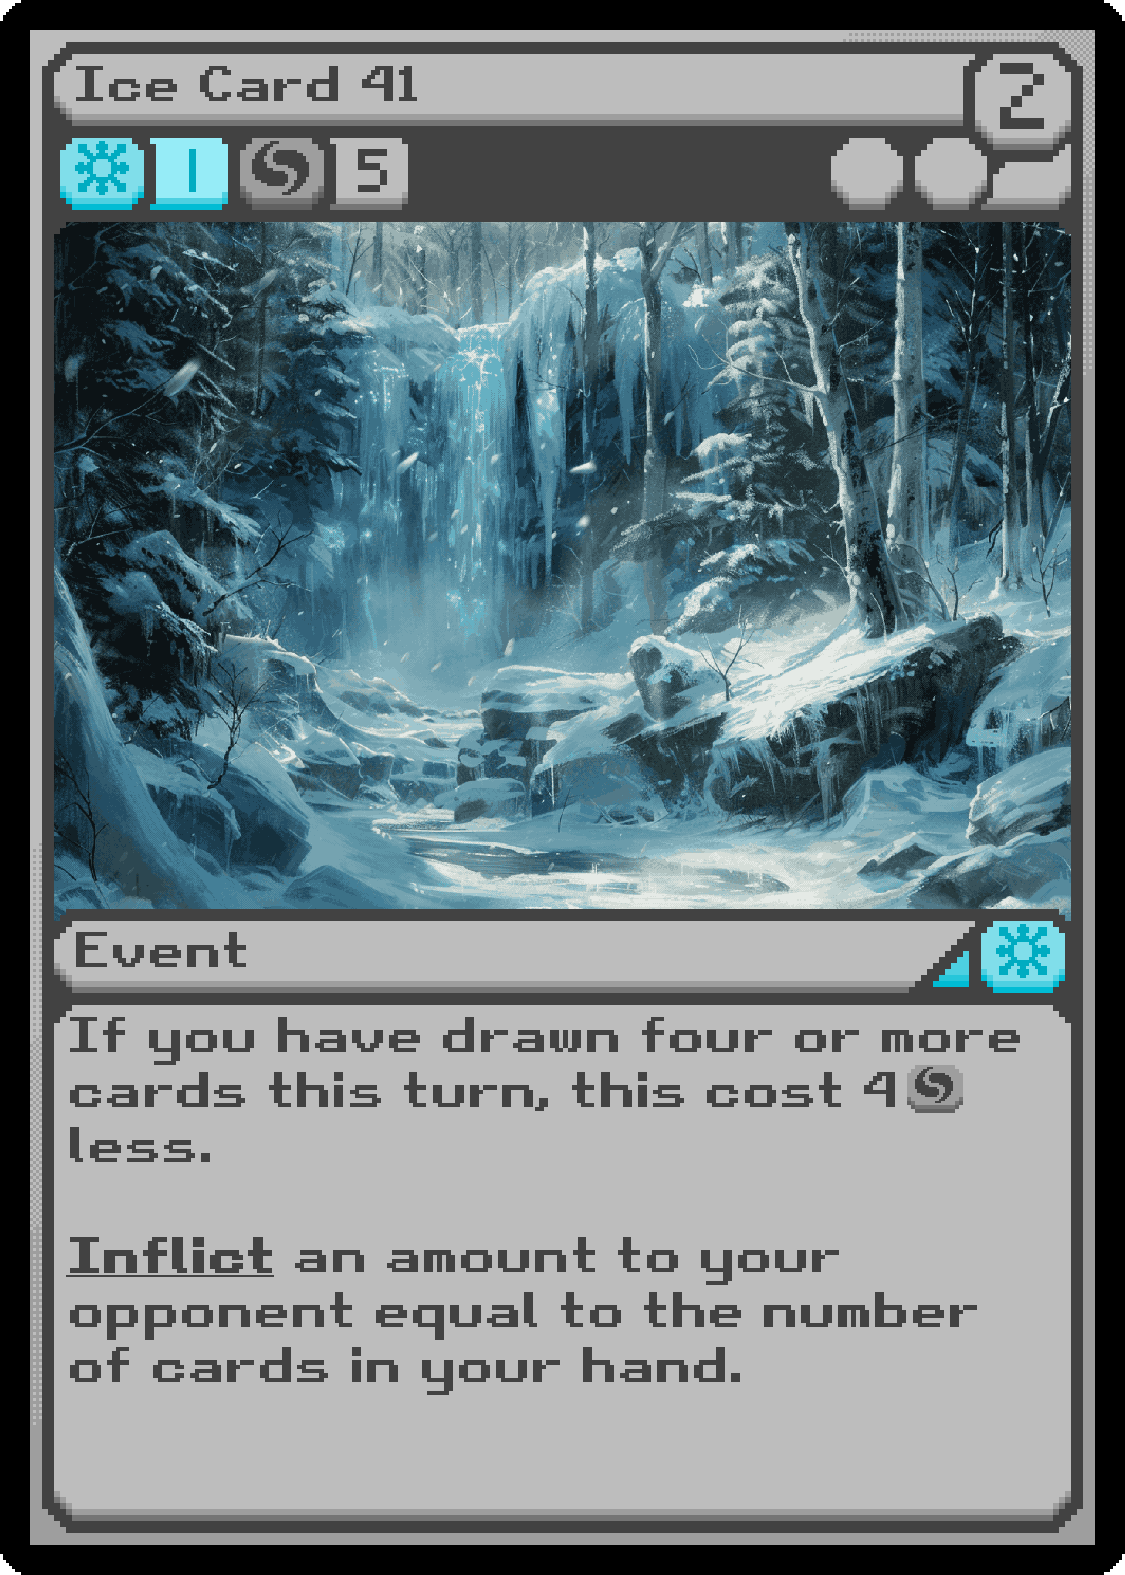 Ice Card 41
2
1 5
Event
If you have drawn four or more
cards this turn, this cost 4
less.
Inflict an amount to your
opponent equal to the number
of cards in your hand.